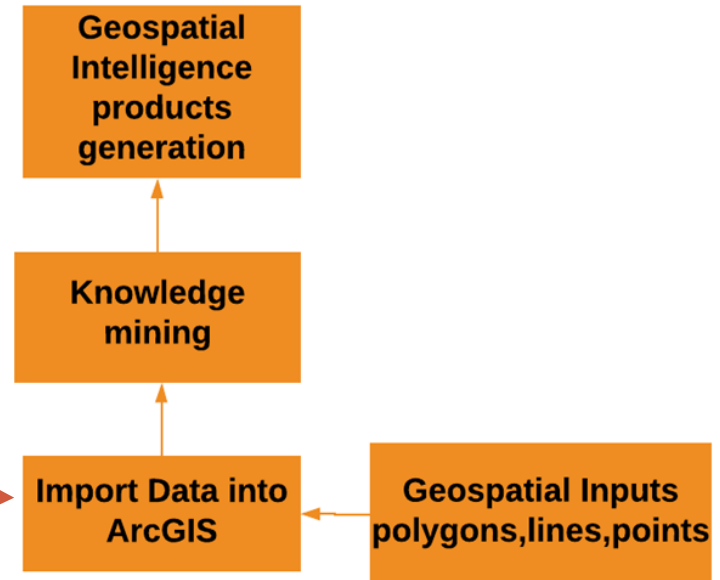 Geospatial
Intelligence
products
generation
Knowledge
mining
Import Data into
ArcGIS
Geospatial Inputs
polygons,lines,points